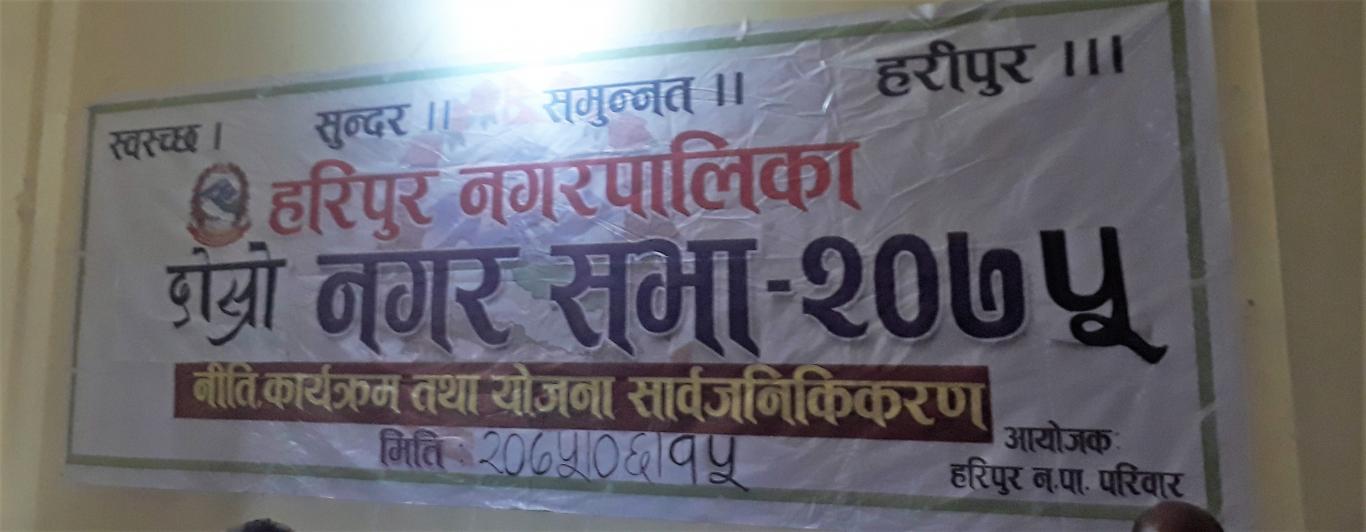 स्वस्च्छ । सुन्दर ।। समुन्नत ।। हरीपुर ।।।
हरिपुर नगरपालिका
दोस्रो नगर सभा-२०७५
नीति.कार्यक्रम तथा योजना सार्वजनिकिकरण
मिति : २०७५।०६।१५
आयोजकः
हरिपुर न.पा. परिवार